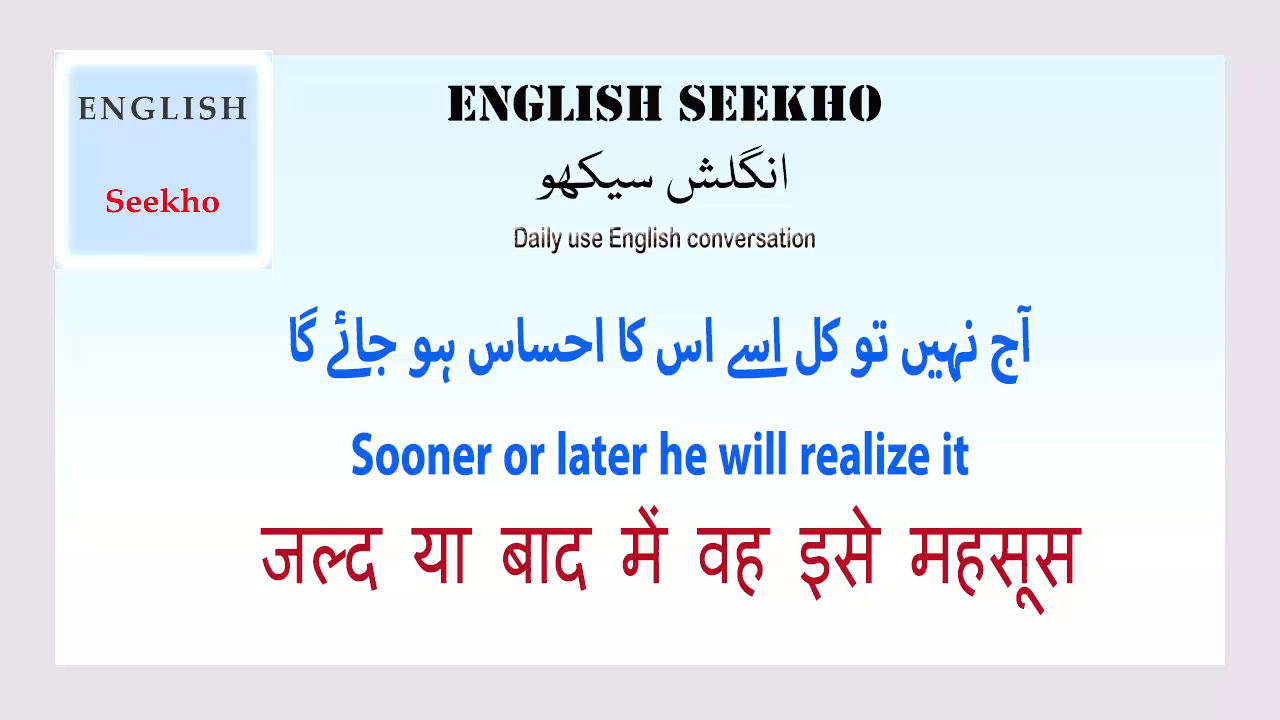 ENGLISH
Seekho
ENGLISH SEEKHO
انگلش سیکھو
Daily use English conversation
آج نہیں تو کل اسے اس کا احساس ہو جائے گا
Sooner or later he will realize it
जल्द या बाद में वह इसे महसूस